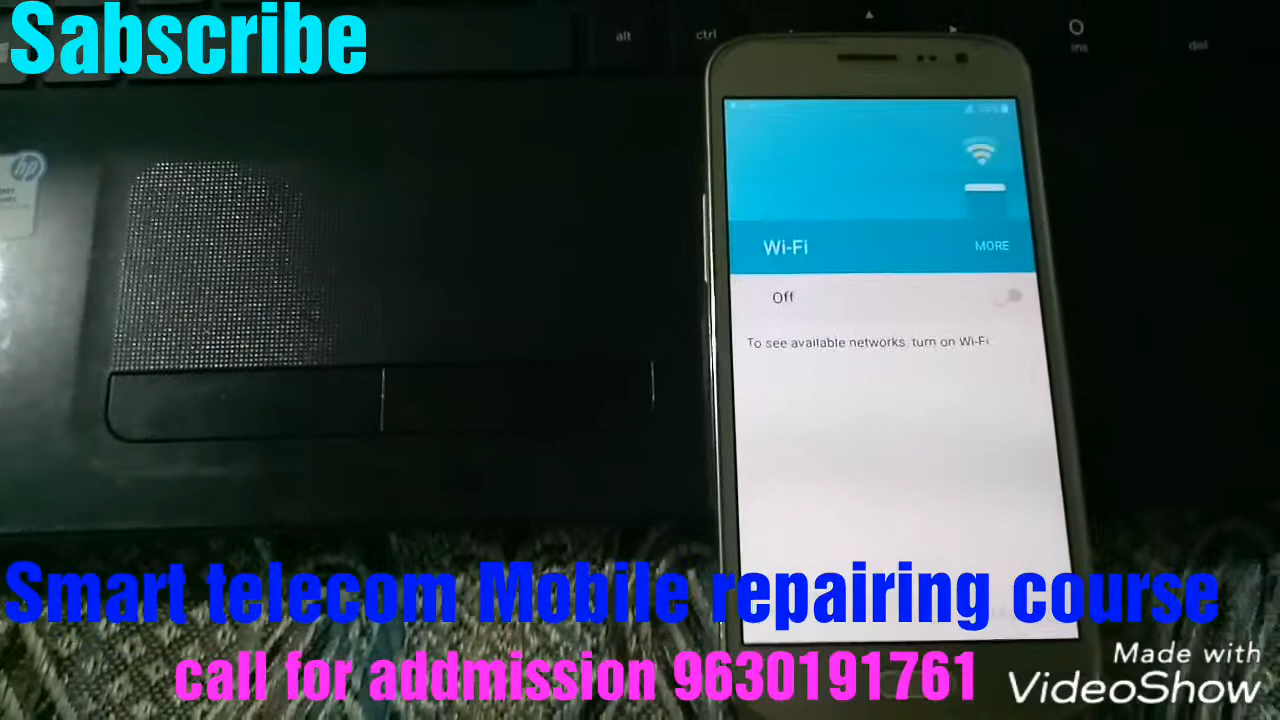 Sabscribe
alt
ctrl
ins
del
hp
Wi-Fi
MORE
Off
To see available networks, turn on Wi-Fi.
Smart telecom Mobile repairing course
call for addmission 9630191761
Made with
VideoShow